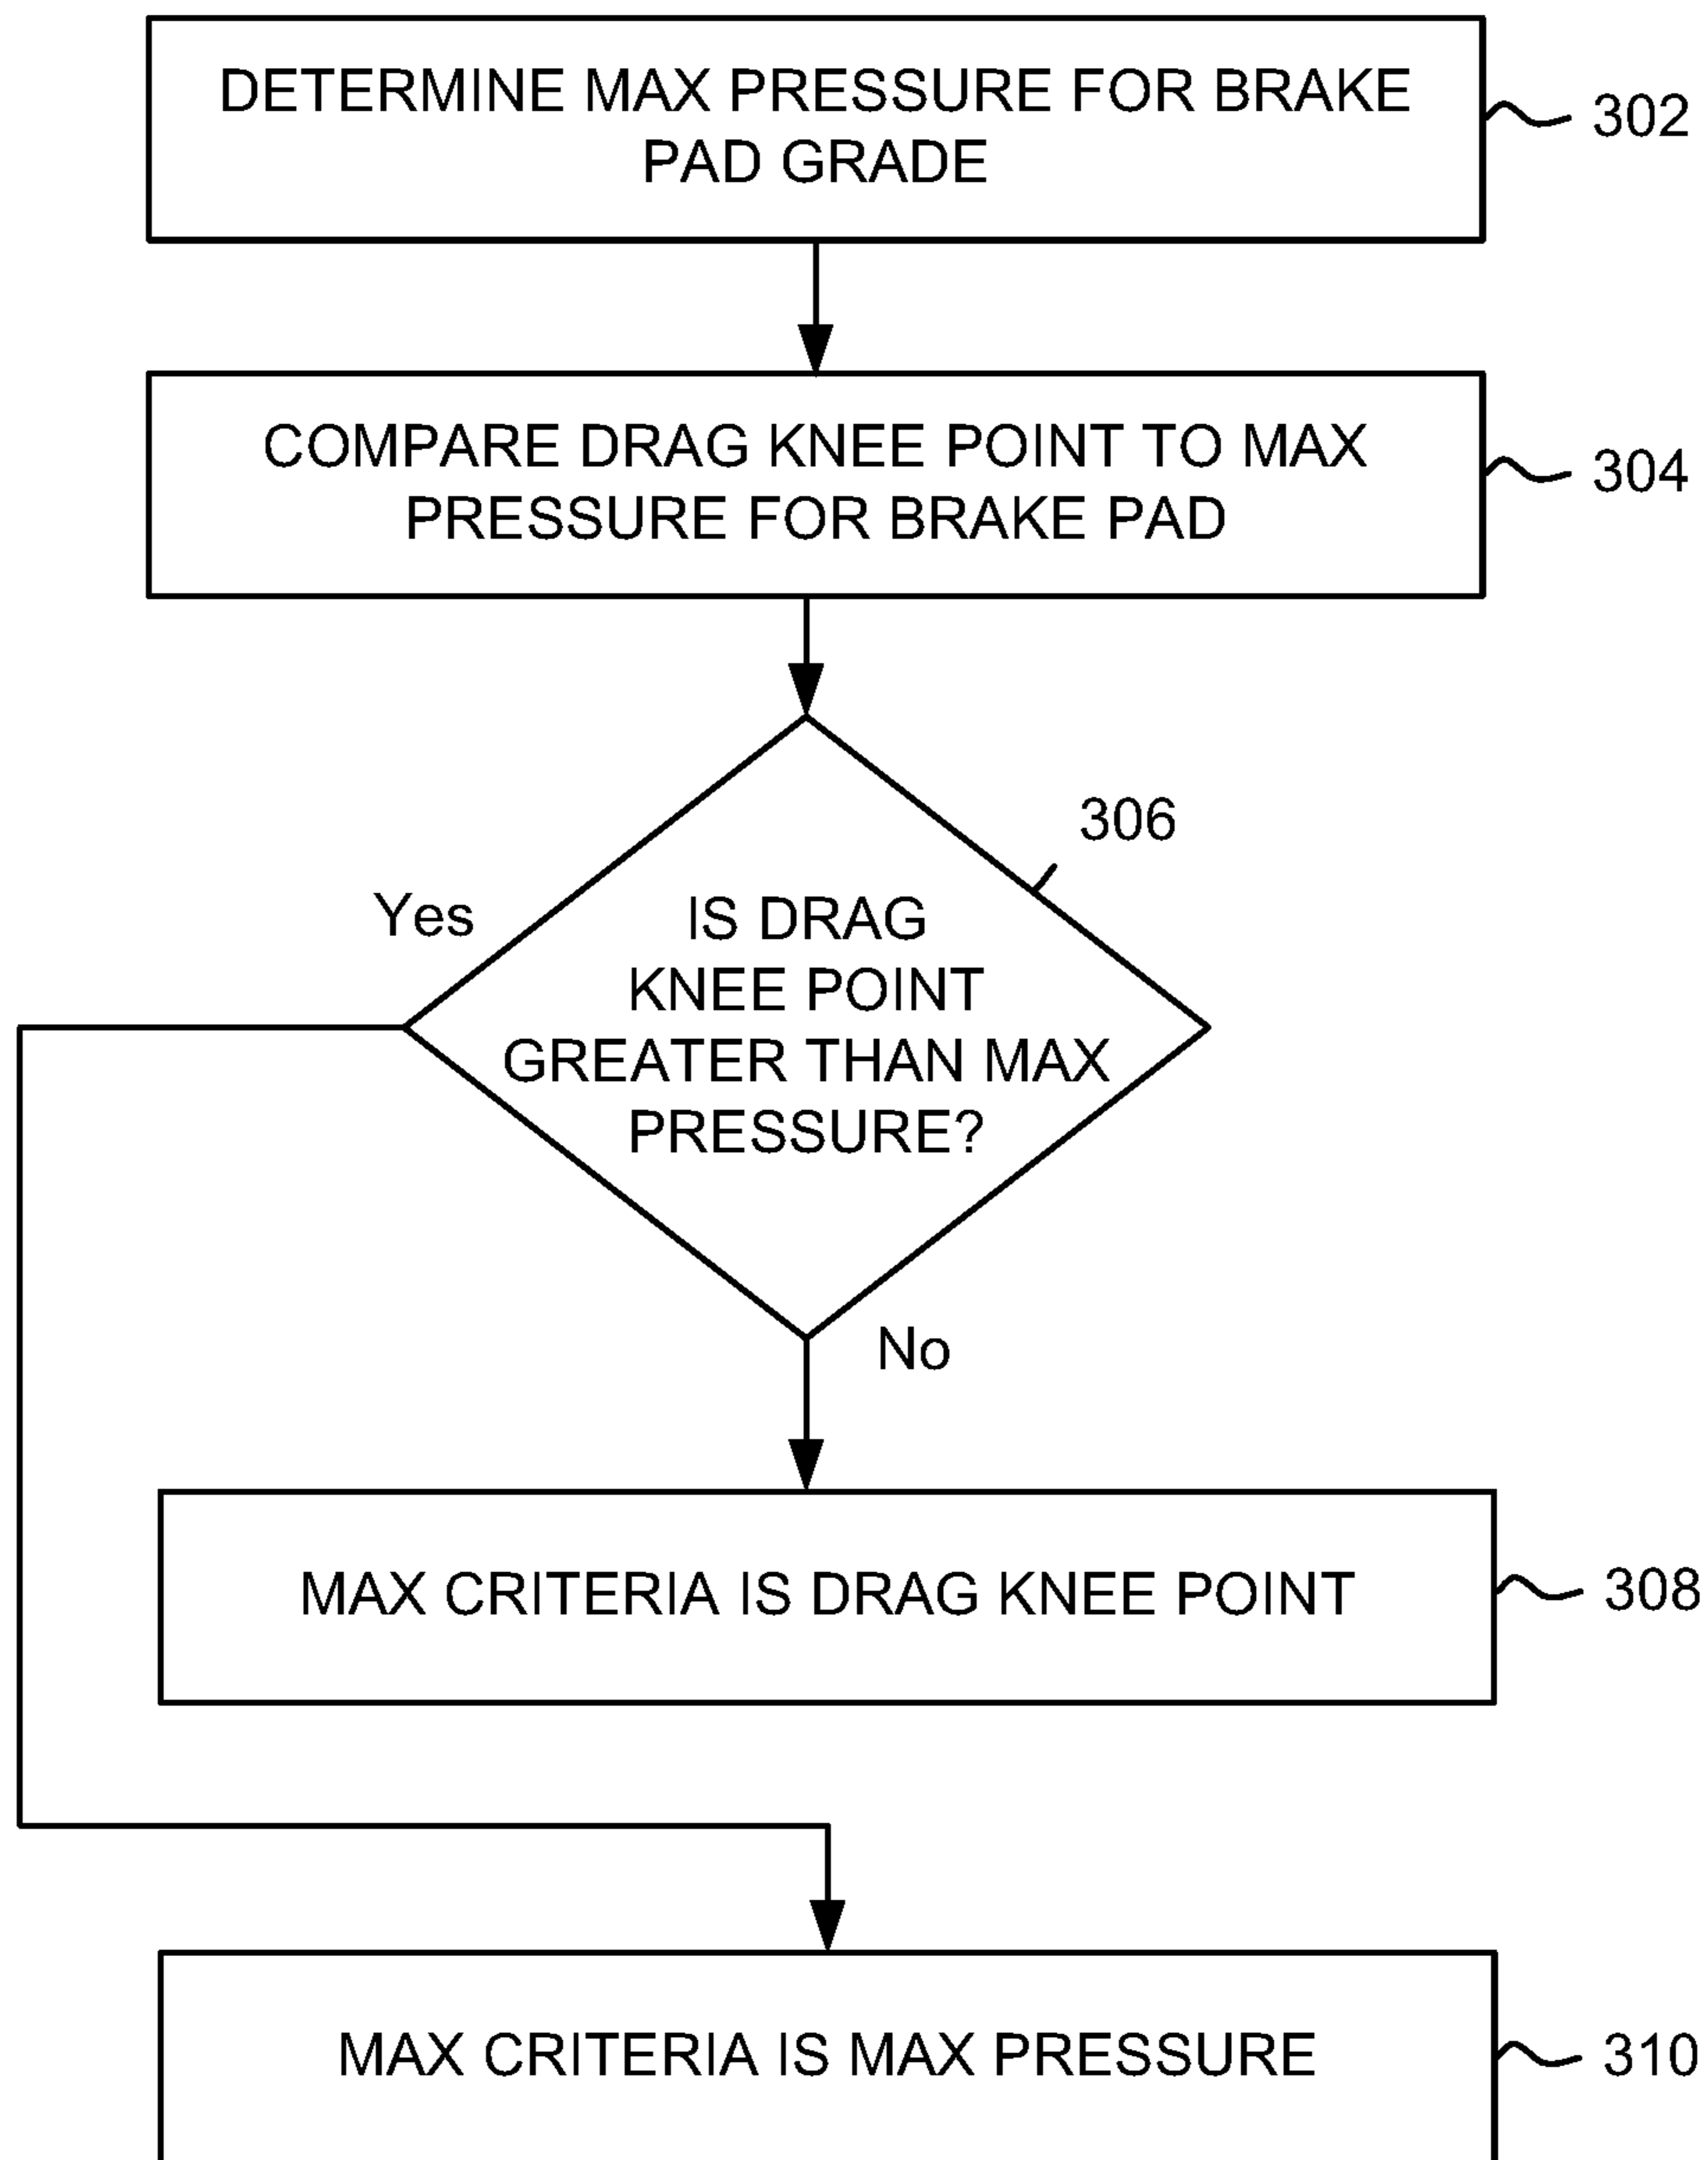 DETERMINE MAX PRESSURE FOR BRAKE
PAD GRADE
302
COMPARE DRAG KNEE POINT TO MAX
PRESSURE FOR BRAKE PAD
304
306
Yes
IS DRAG
KNEE POINT
GREATER THAN MAX
PRESSURE?
No
MAX CRITERIA IS DRAG KNEE POINT
308
MAX CRITERIA IS MAX PRESSURE
310